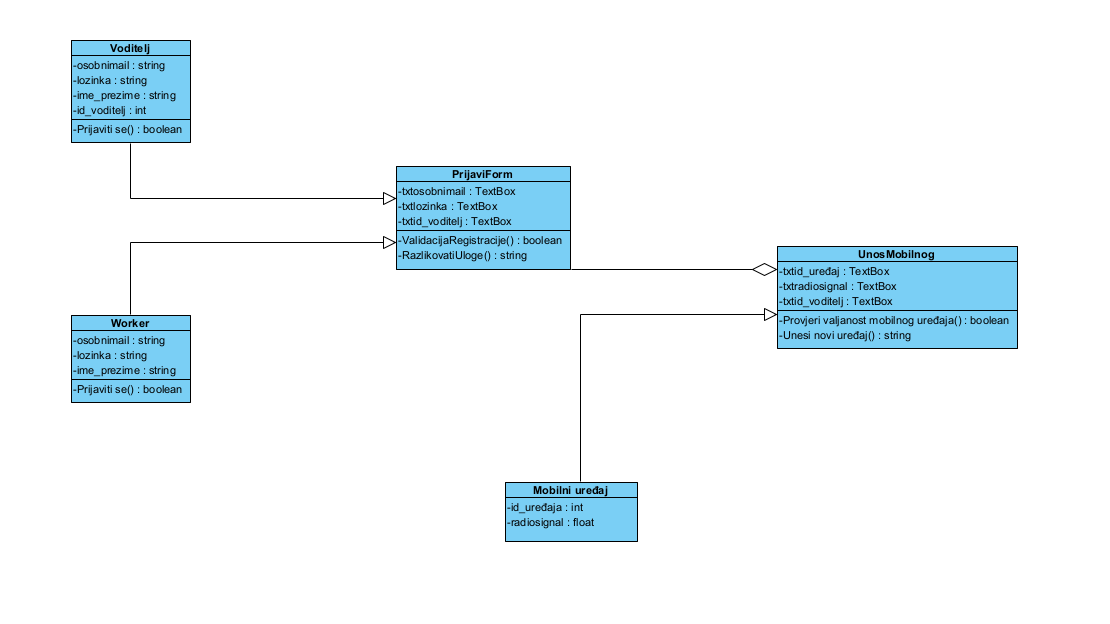 Voditelj
-osobnimail : string
-lozinka : string
-ime_prezime : string
-id_voditelj : int
-Prijaviti se() : boolean
PrijaviForm
-txtosobnimail : TextBox
-txtlozinka : TextBox
-txtid_voditelj : TextBox
-ValidacijaRegistracije() : boolean
-RazlikovatiUloge() : string
UnosMobilnog
-txtid_uređaj : TextBox
-txtradiosignal : TextBox
-txtid_voditelj : TextBox
-Provjeri valjanost mobilnog uređaja() : boolean
-Unesi novi uređaj() : string
Worker
-osobnimail : string
-lozinka : string
-ime_prezime : string
-Prijaviti se() : boolean
Mobilni uređaj
-id_uređaja : int
-radiosignal : float